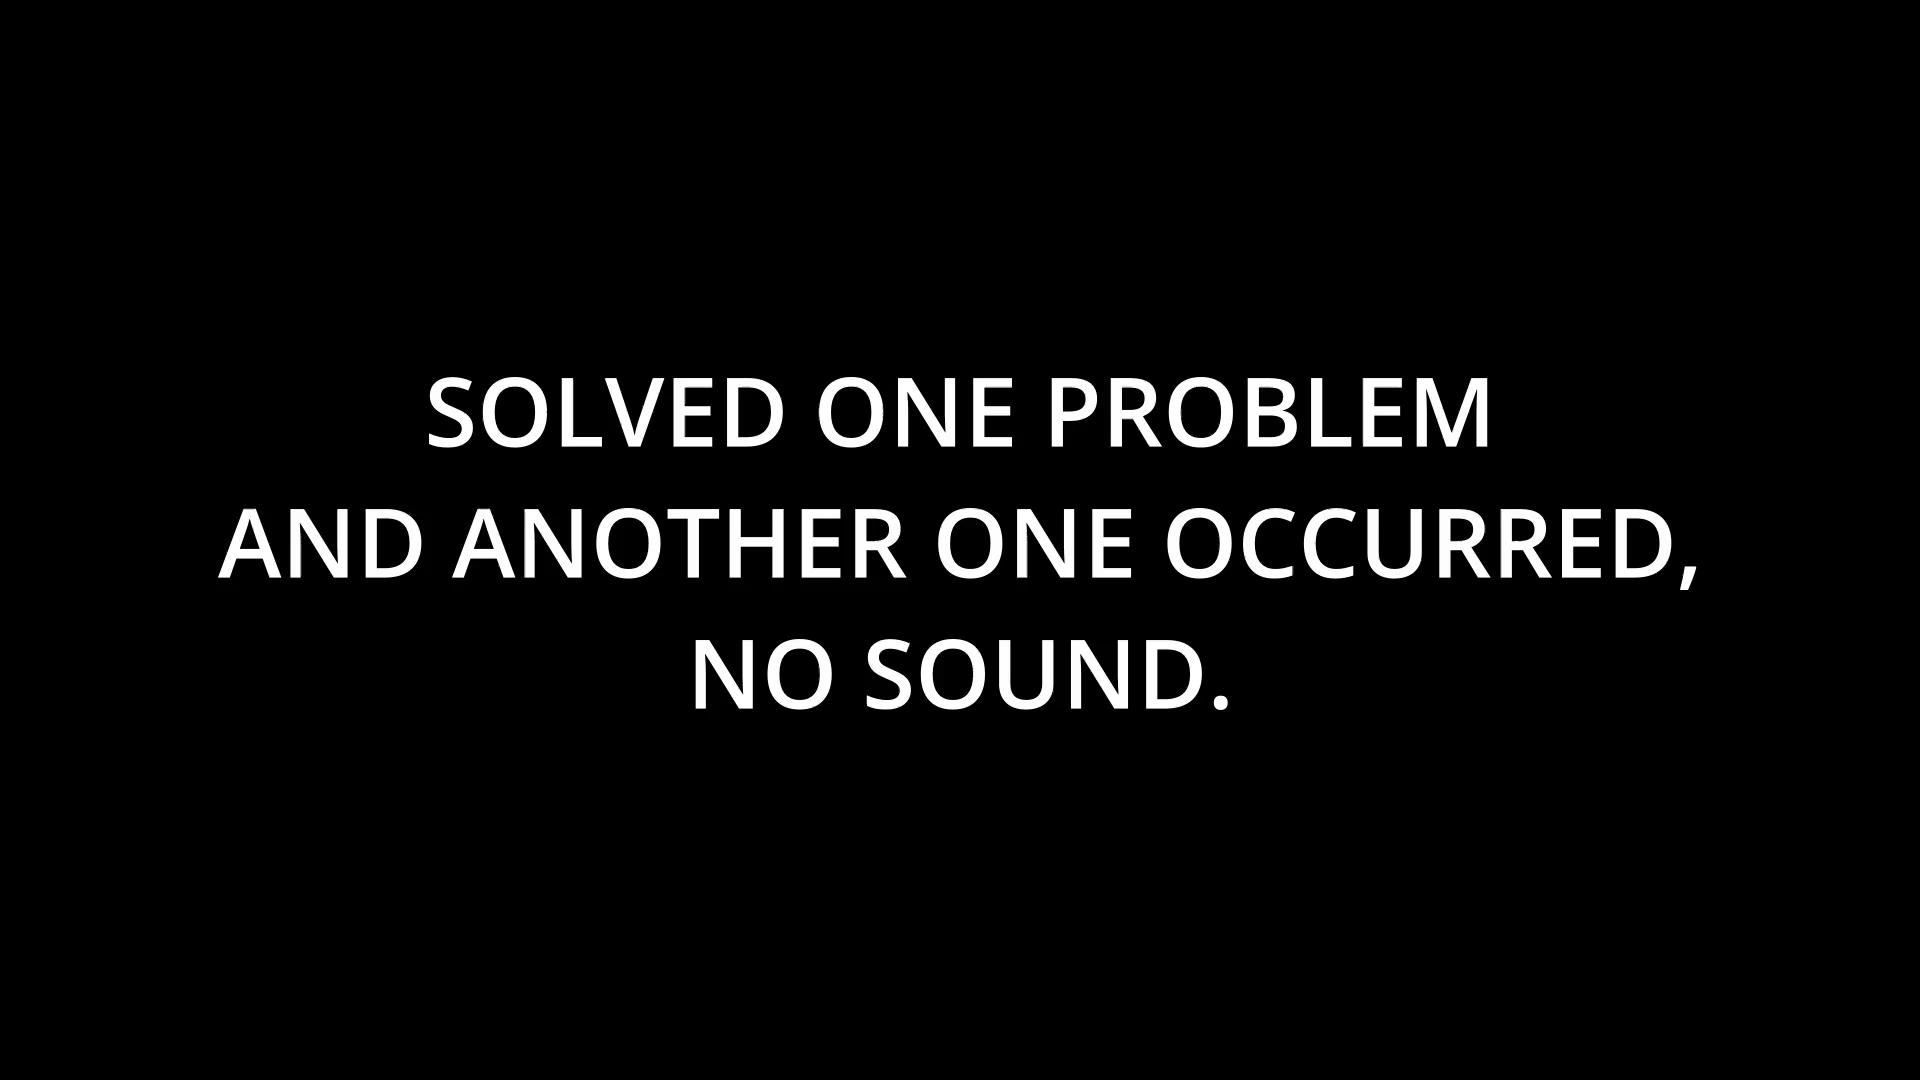 SOLVED ONE PROBLEM
AND ANOTHER ONE OCCURRED,
NO SOUND.